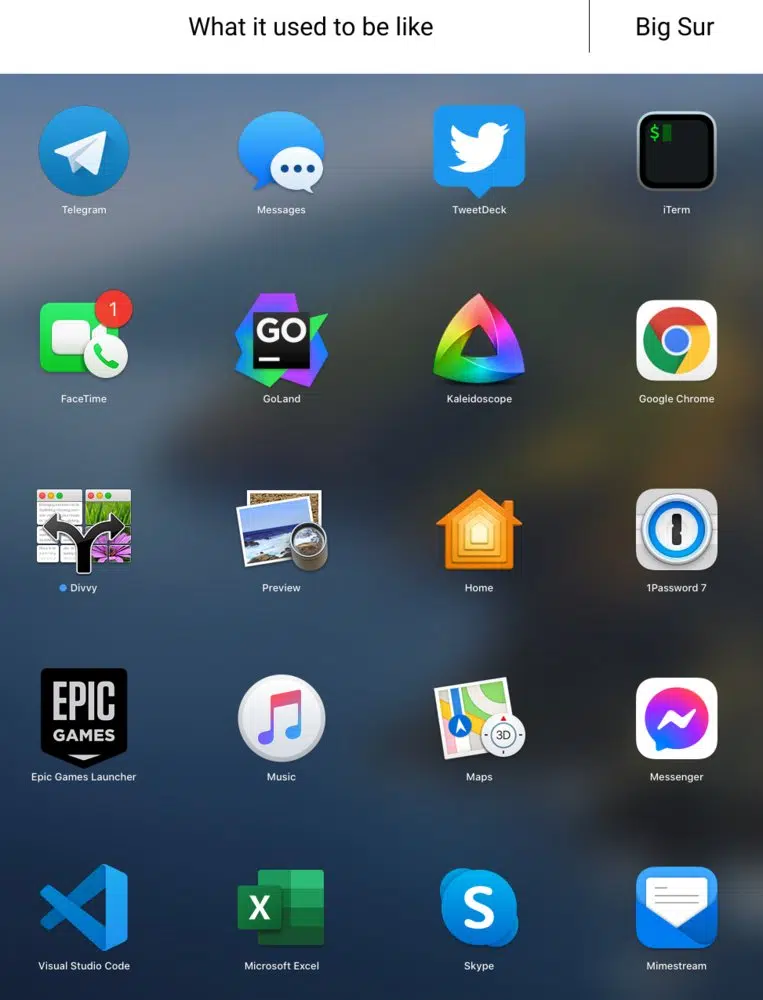 What it used to be like
Big Sur
$
Telegram
Messages
TweetDeck
iTerm
1
GO
FaceTime
GoLand
Kaleidoscope
Google Chrome
Divvy
Preview
Home
1Password 7
EPIC
GAMES
3D
Epic Games Launcher
Music
Maps
Messenger
X
S
Visual Studio Code
Microsoft Excel
Skype
Mimestream